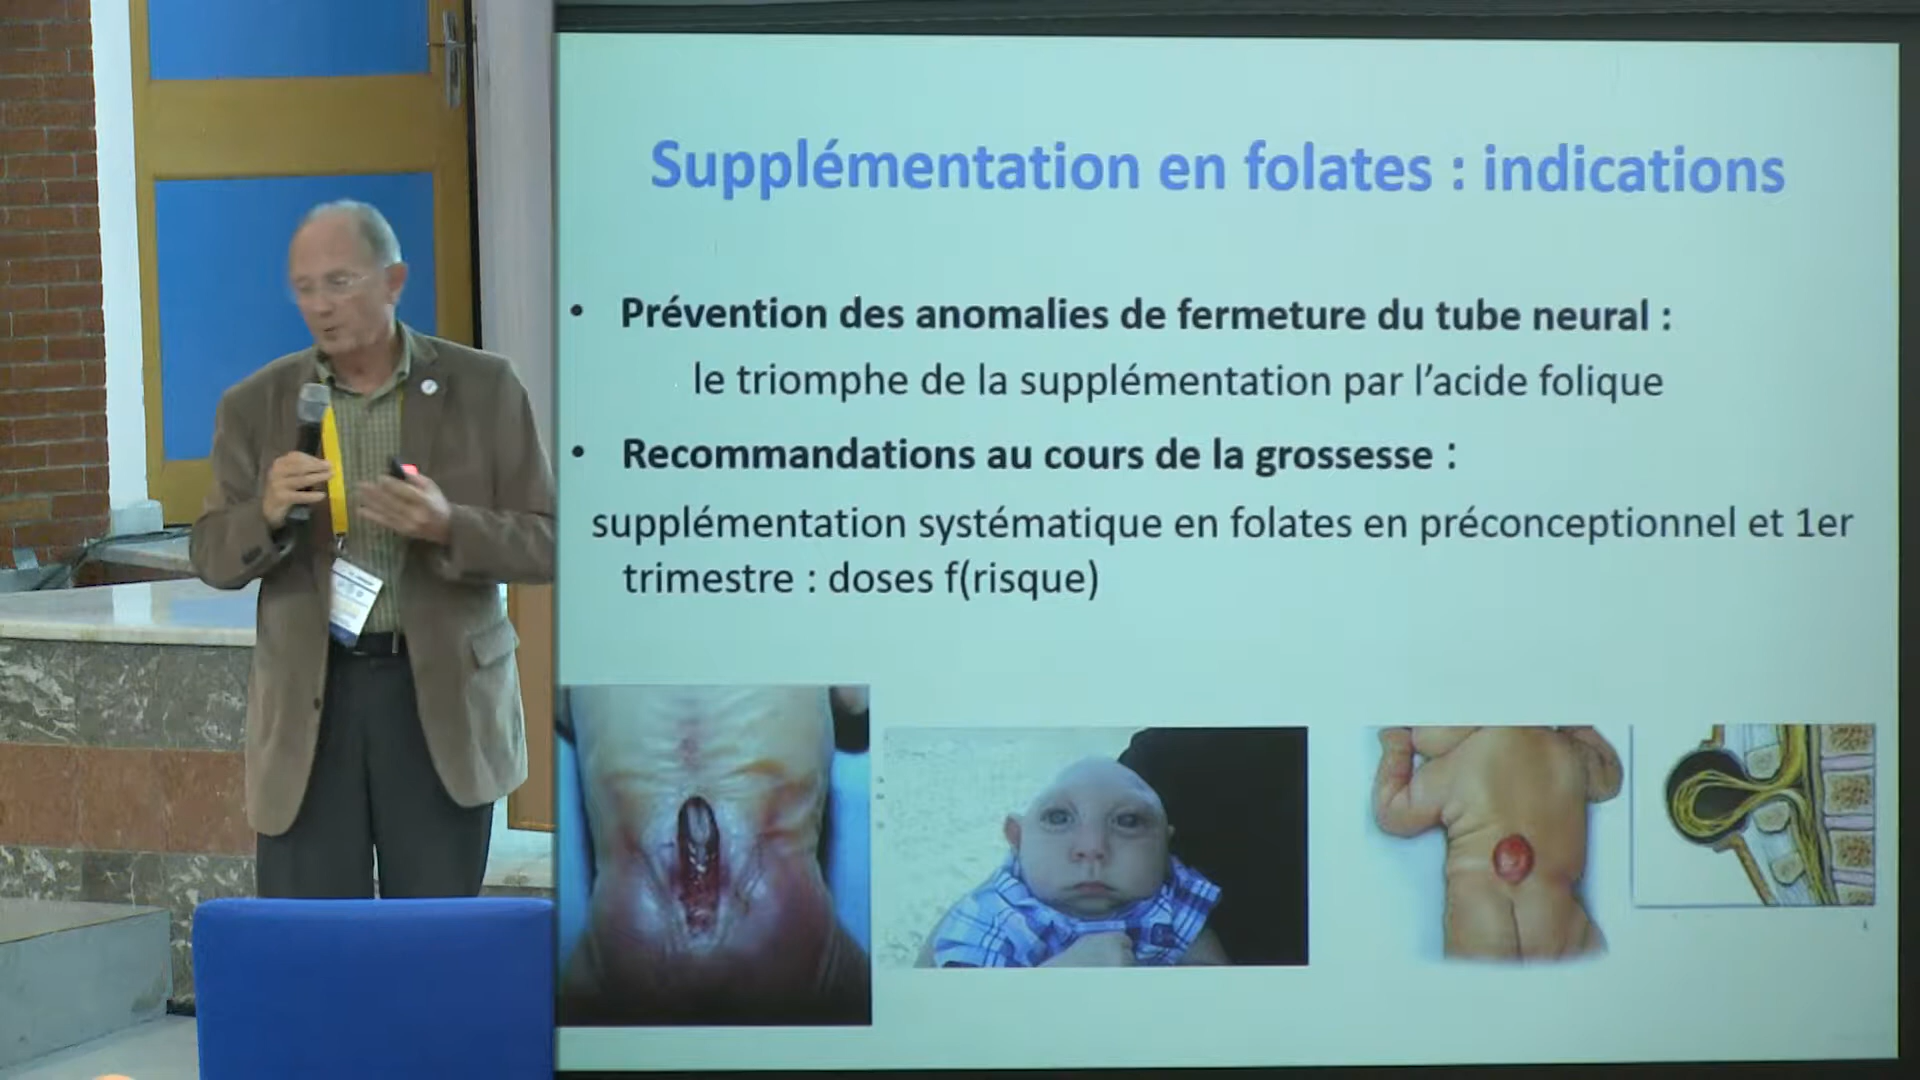 Supplémentation en folates : indications
• Prévention des anomalies de fermeture du tube neural :
le triomphe de la supplémentation par l’acide folique
• Recommandations au cours de la grossesse :
supplémentation systématique en folates en préconceptionnel et 1er
trimestre : doses f(risque)